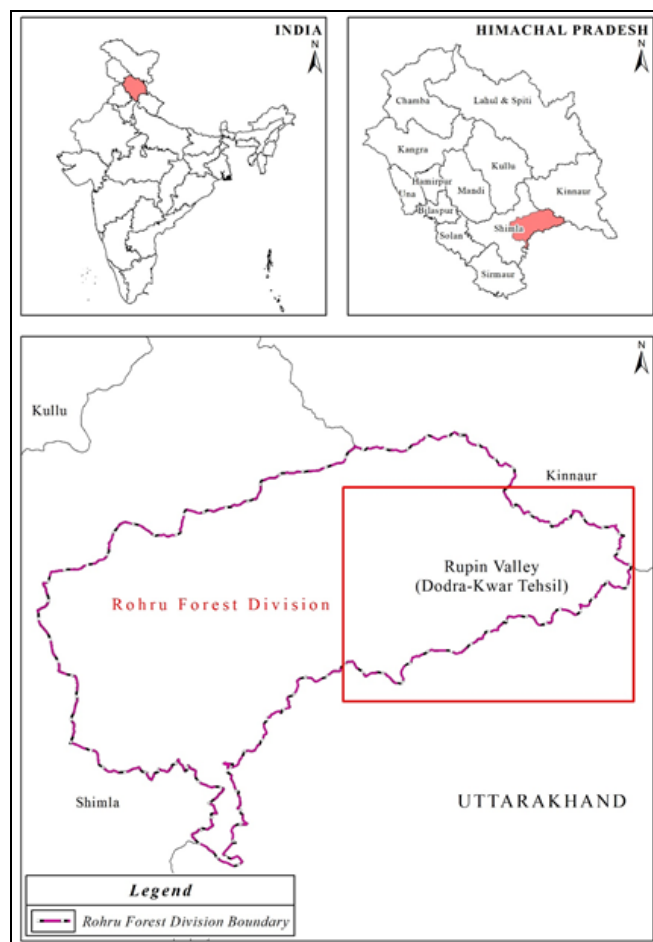 INDIA
N
HIMACHAL PRADESH
N
Chamba
Lahul & Spiti
Kangra
Kullu
Hamirpur
Kinnaur
Una
Mandi
Bilaspur
Shimla
Solan
Sirmaur
N
Kullu
Kinnaur
Rupin Valley
(Dodra-Kwar Tehsil)
Rohru Forest Division
Shimla
UTTARAKHAND
Legend
Rohru Forest Division Boundary